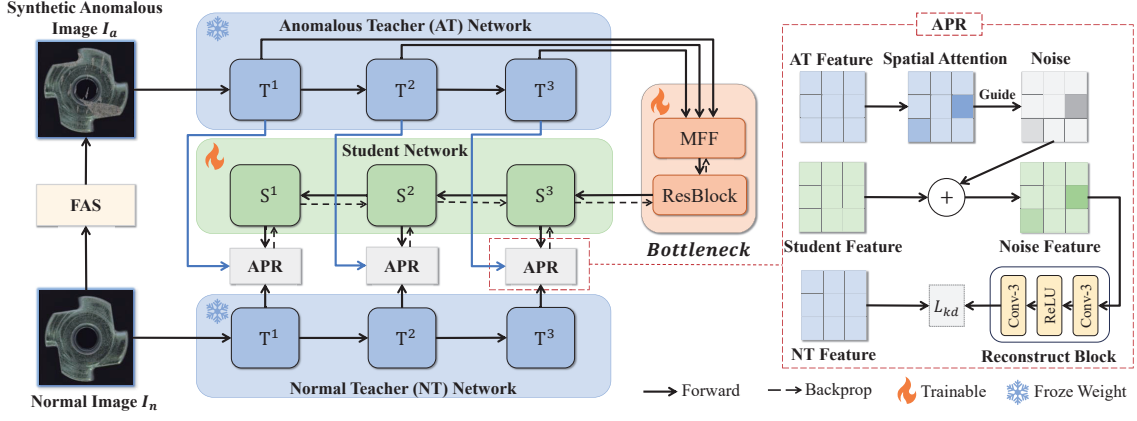 Synthetic Anomalous
Image I_a
FAS
Normal Image I_n
Anomalous Teacher (AT) Network
T¹
T²
T³
Student Network
S¹
S²
S³
APR
APR
APR
T¹
T²
T³
Normal Teacher (NT) Network
MFF
ResBlock
Bottleneck
APR
AT Feature
Spatial Attention
Noise
Guide
+
Student Feature
Noise Feature
L_kd
Conv-3
ReLU
Conv-3
NT Feature
Reconstruct Block
Forward
Backprop
Trainable
Froze Weight